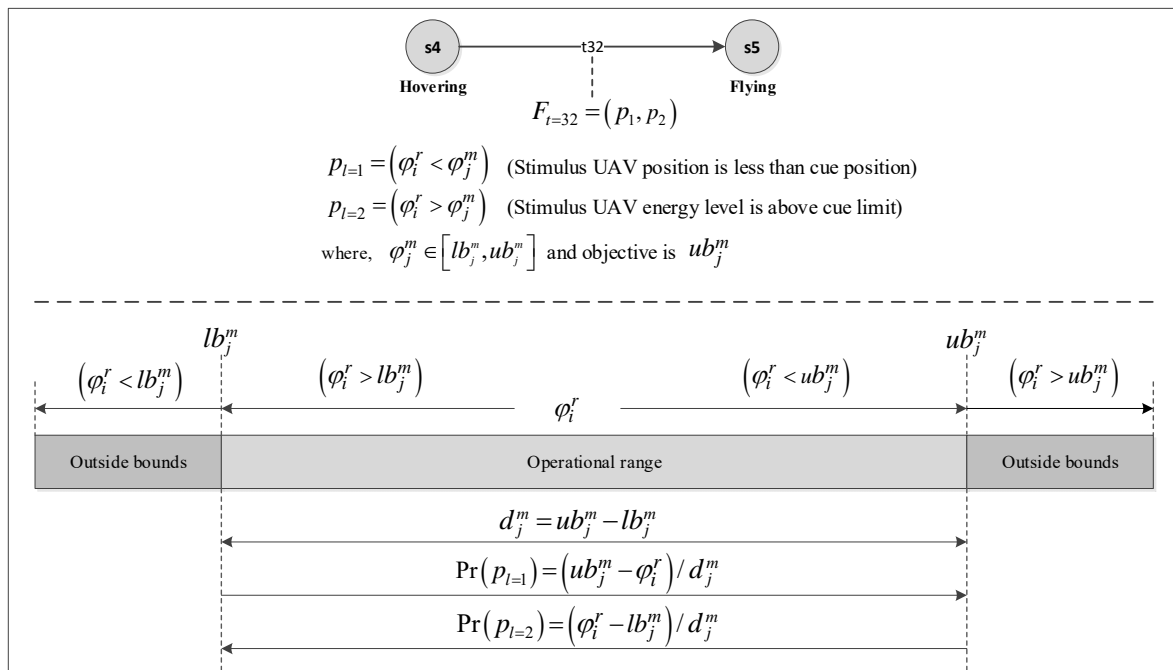 s4 t32 s5
Hovering Flying
F_{t=32} = (p_1, p_2)
p_{l=1} = (φ_i^r < φ_j^m) (Stimulus UAV position is less than cue position)
p_{l=2} = (φ_i^r > φ_j^m) (Stimulus UAV energy level is above cue limit)
where, φ_j^m ∈ [lb_j^m, ub_j^m] and objective is ub_j^m
lb_j^m ub_j^m
(φ_i^r < lb_j^m) (φ_i^r > lb_j^m) (φ_i^r < ub_j^m) (φ_i^r > ub_j^m)
φ_i^r
Outside bounds Operational range Outside bounds
d_j^m = ub_j^m − lb_j^m
Pr(p_{l=1}) = (ub_j^m − φ_i^r) / d_j^m
Pr(p_{l=2}) = (φ_i^r − lb_j^m) / d_j^m